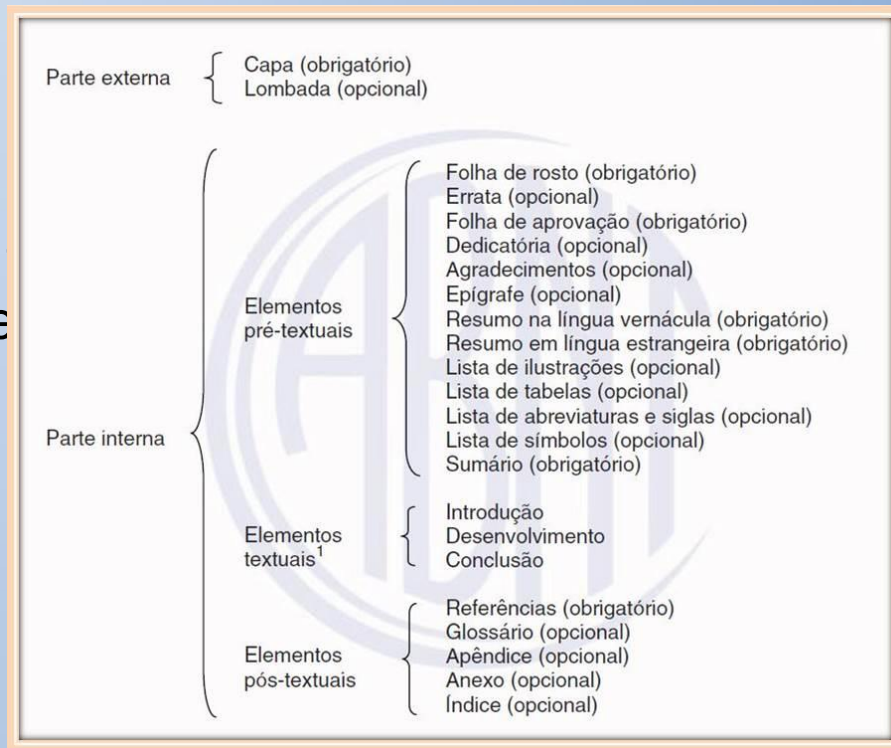 Parte externa
Capa (obrigatório)
Lombada (opcional)
Parte interna
Elementos
pré-textuais
Folha de rosto (obrigatório)
Errata (opcional)
Folha de aprovação (obrigatório)
Dedicatória (opcional)
Agradecimentos (opcional)
Epígrafe (opcional)
Resumo na língua vernácula (obrigatório)
Resumo em língua estrangeira (obrigatório)
Lista de ilustrações (opcional)
Lista de tabelas (opcional)
Lista de abreviaturas e siglas (opcional)
Lista de símbolos (opcional)
Sumário (obrigatório)
Elementos
textuais¹
Introdução
Desenvolvimento
Conclusão
Elementos
pós-textuais
Referências (obrigatório)
Glossário (opcional)
Apêndice (opcional)
Anexo (opcional)
Índice (opcional)
ABNT